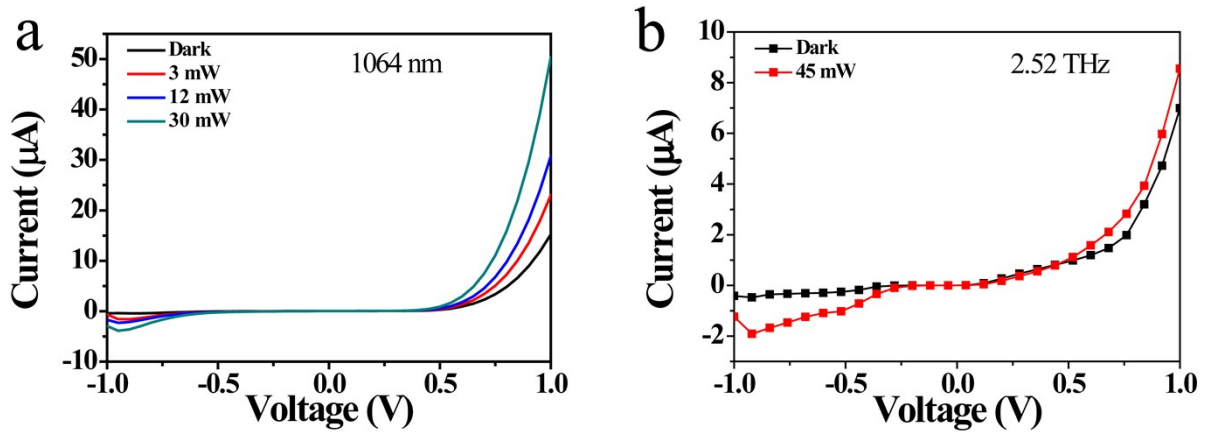 a
Dark
3 mW
12 mW
30 mW
1064 nm
50
40
30
20
10
0
-10
Current (μA)
-1.0 -0.5 0.0 0.5 1.0
Voltage (V)
b
Dark
45 mW
2.52 THz
10
8
6
4
2
0
-2
Current (μA)
-1.0 -0.5 0.0 0.5 1.0
Voltage (V)